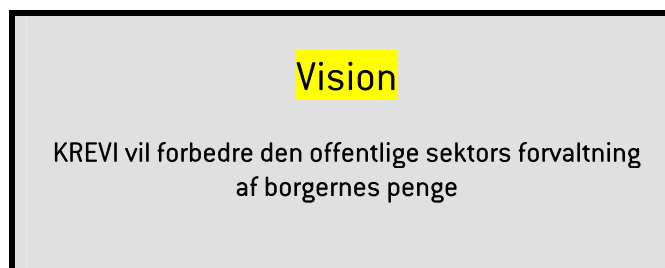 Vision
KREVI vil forbedre den offentlige sektors forvaltning
af borgernes penge